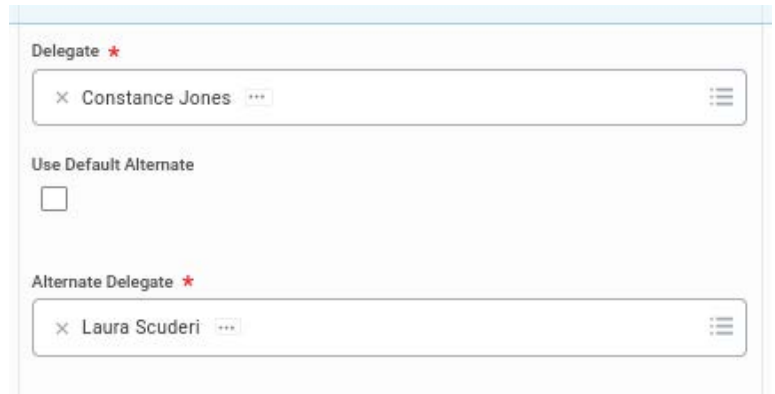 Delegate *
× Constance Jones ...
Use Default Alternate
Alternate Delegate *
× Laura Scuderi ...